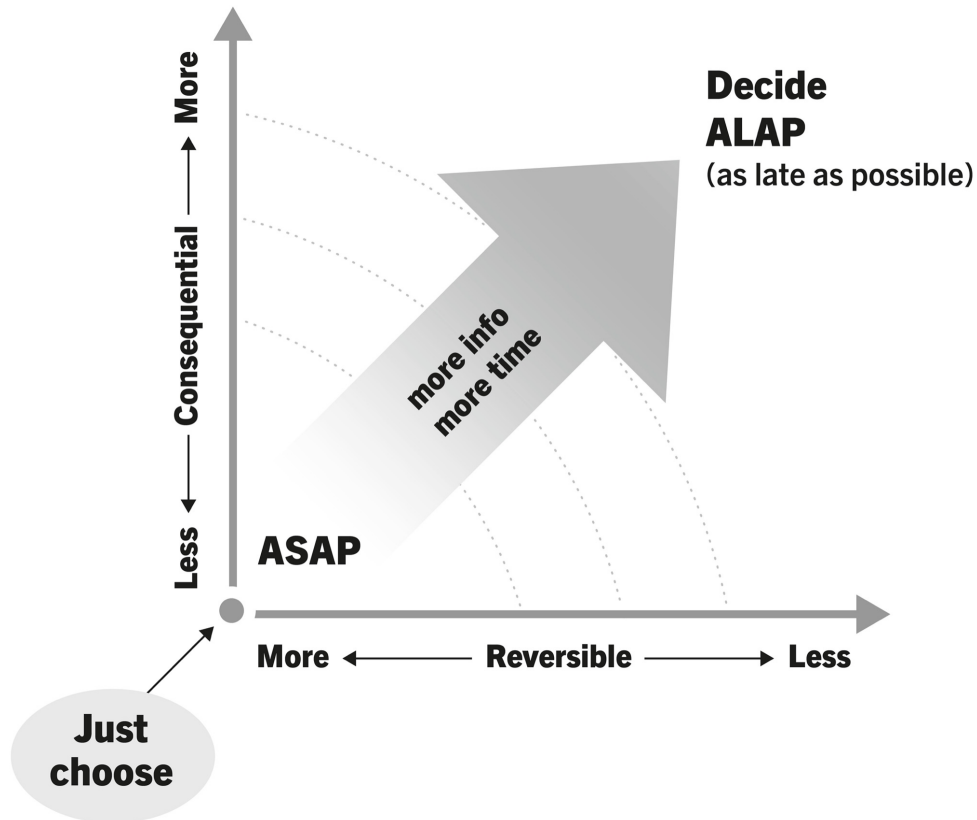 Decide
ALAP
(as late as possible)
More
Consequential
Less
more info
more time
ASAP
More
Reversible
Less
Just
choose